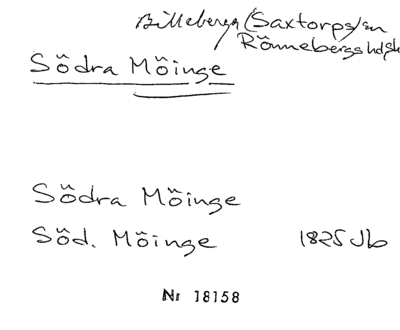 Billeberga (Saxtorps/sn
Rönnebergs hd, Sk
Södra Möinge
Södra Möinge
Söd. Möinge 1825 Jb
Nr 18158